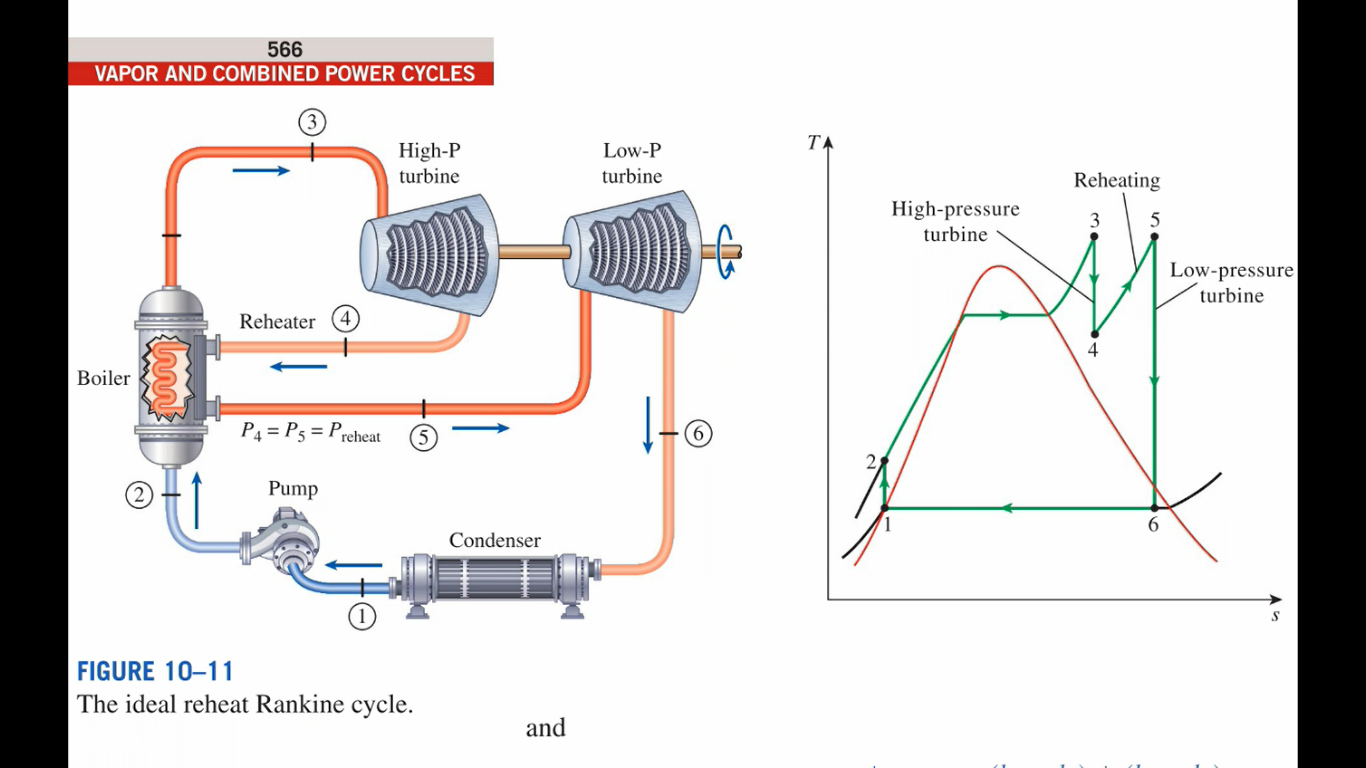 566
VAPOR AND COMBINED POWER CYCLES
3
High-P
turbine
Low-P
turbine
Reheater
4
Boiler
P4 = P5 = Preheat
5
6
2
Pump
Condenser
1
T
Reheating
High-pressure
turbine
3
5
Low-pressure
turbine
4
2
1
6
s
FIGURE 10–11
The ideal reheat Rankine cycle.
and